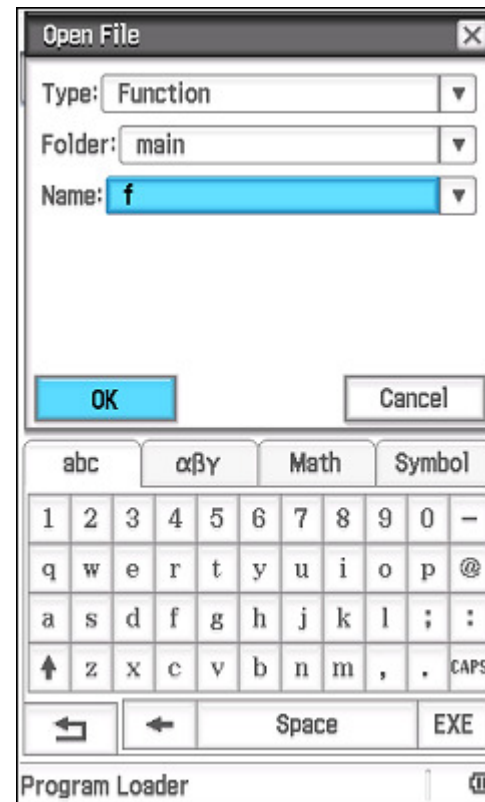 Open File
Type: Function
Folder: main
Name: f
OK Cancel
abc αβγ Math Symbol
1 2 3 4 5 6 7 8 9 0 −
q w e r t y u i o p @
a s d f g h j k l ; :
z x c v b n m , . CAPS
Space EXE
Program Loader